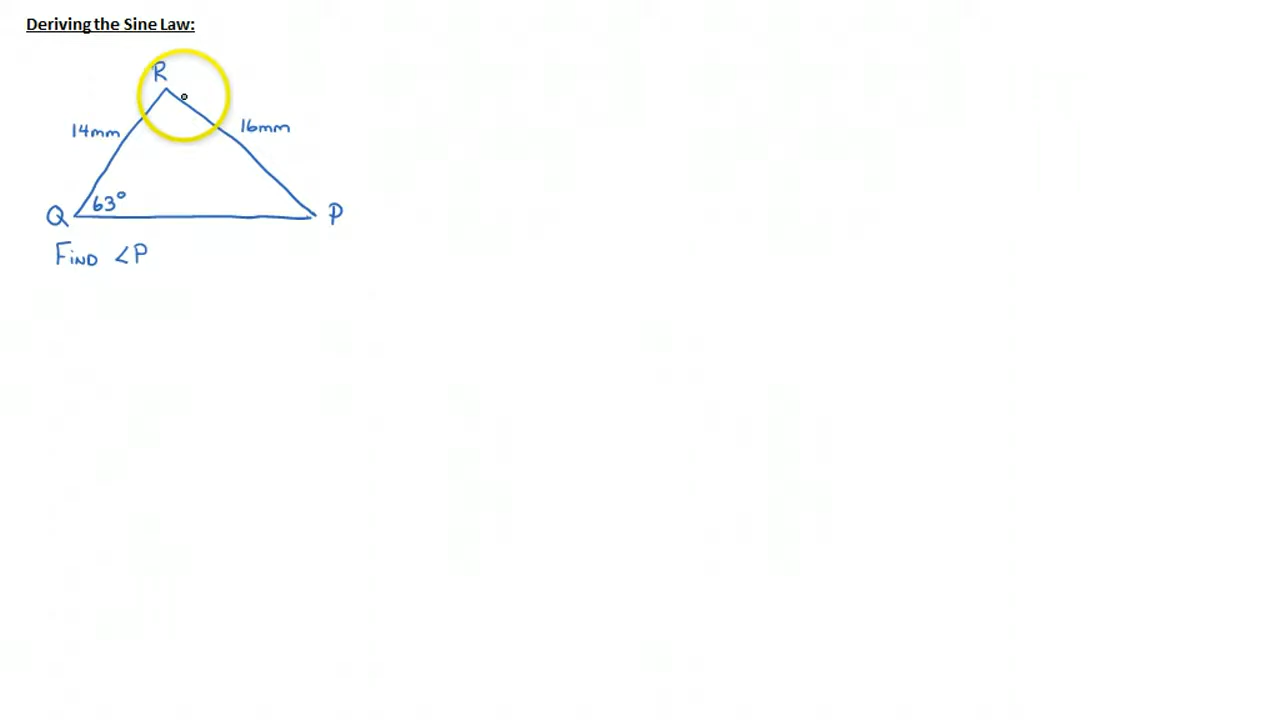 Deriving the Sine Law:
R
14mm
16mm
63°
Q
P
FIND <P